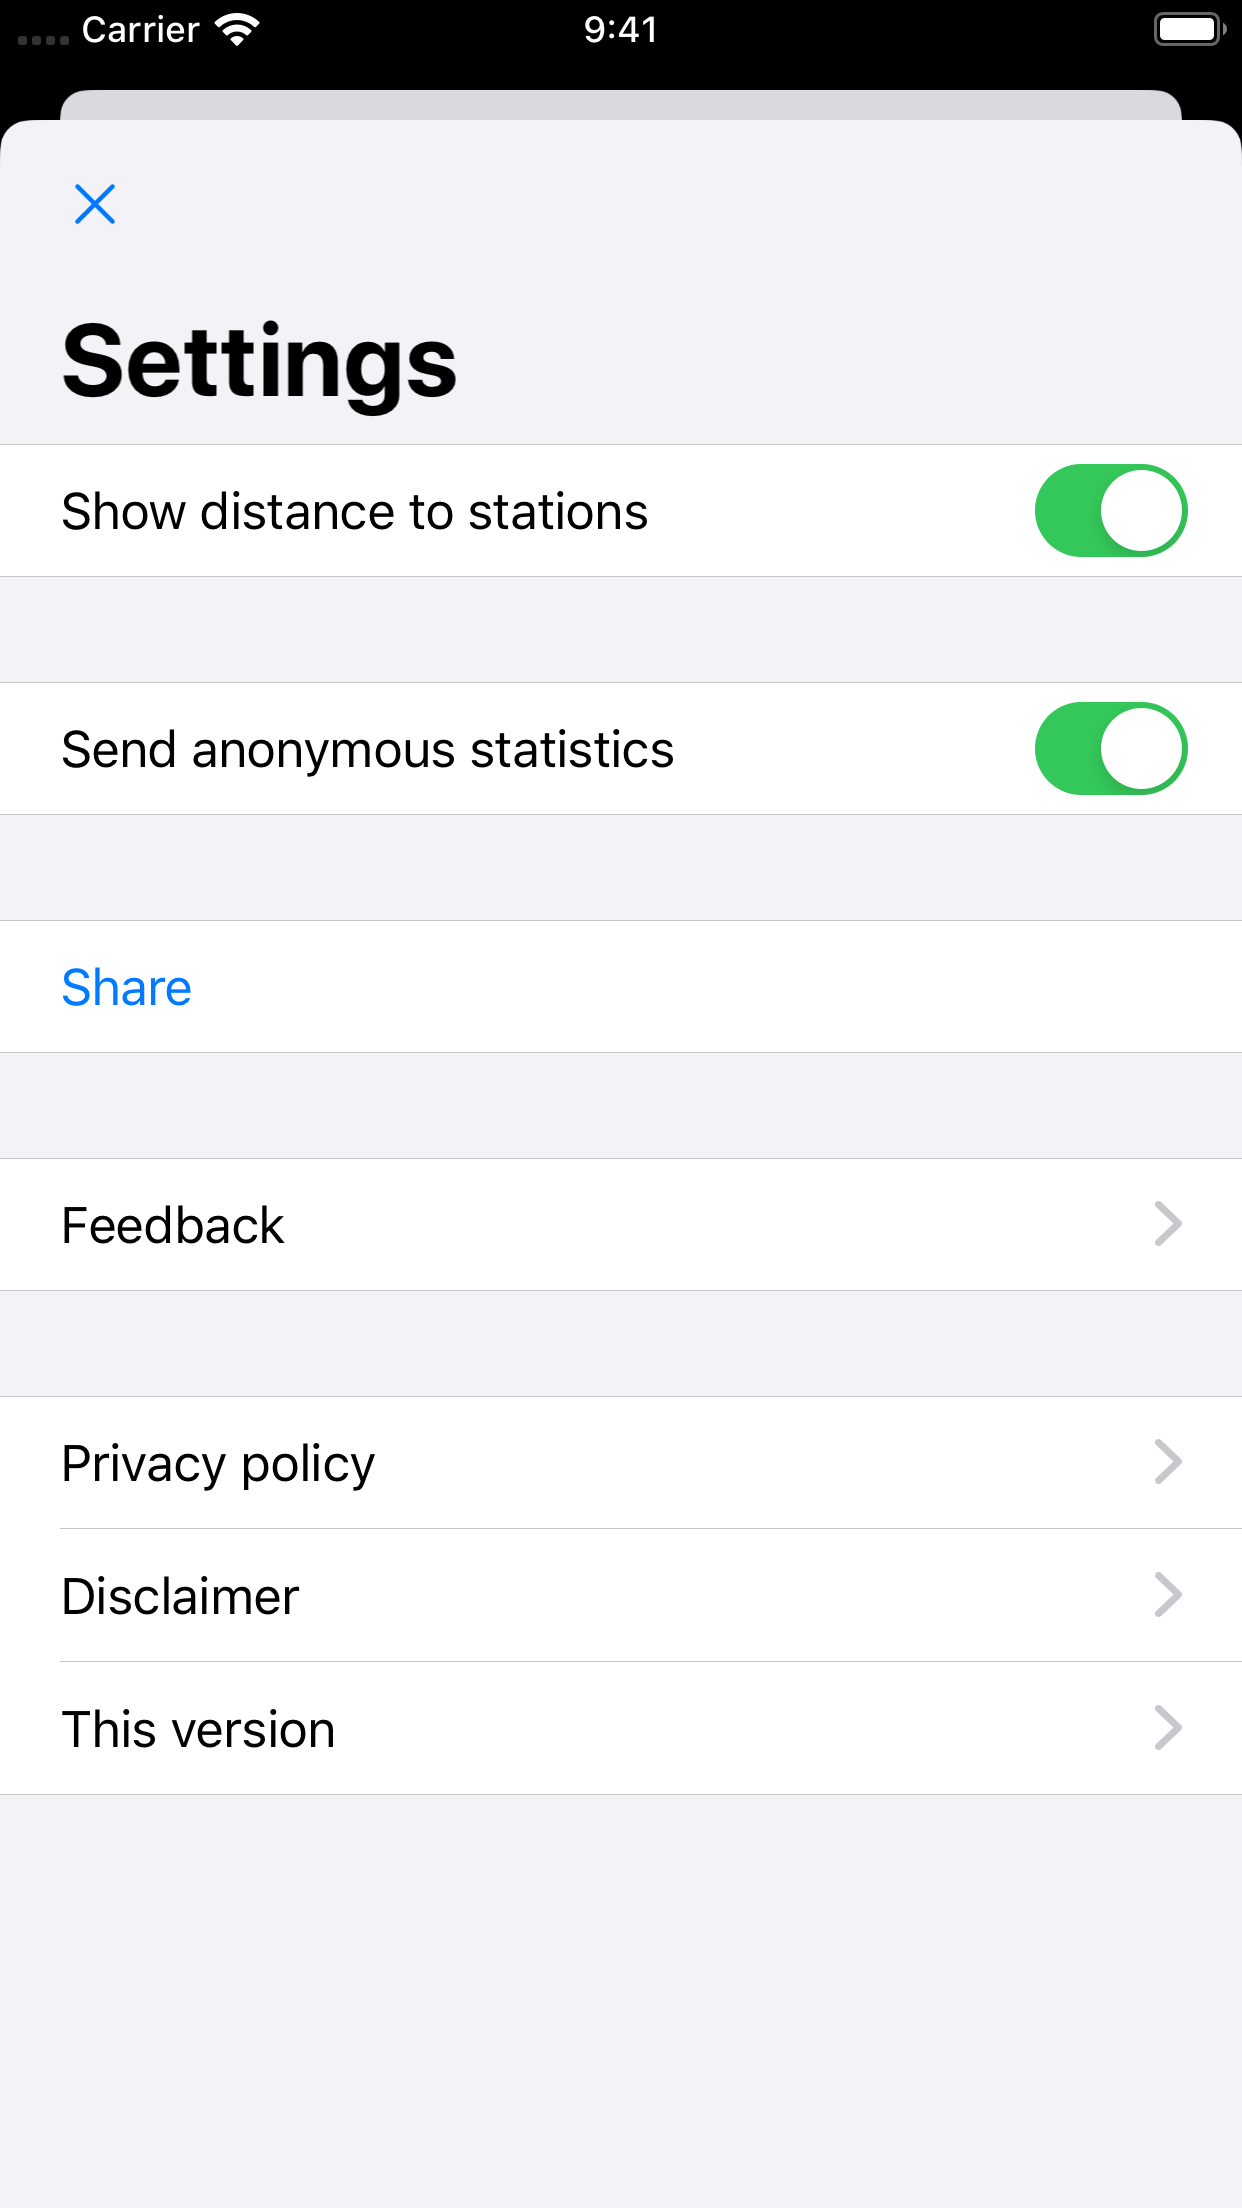 Carrier 9:41
Settings
Show distance to stations
Send anonymous statistics
Share
Feedback
Privacy policy
Disclaimer
This version